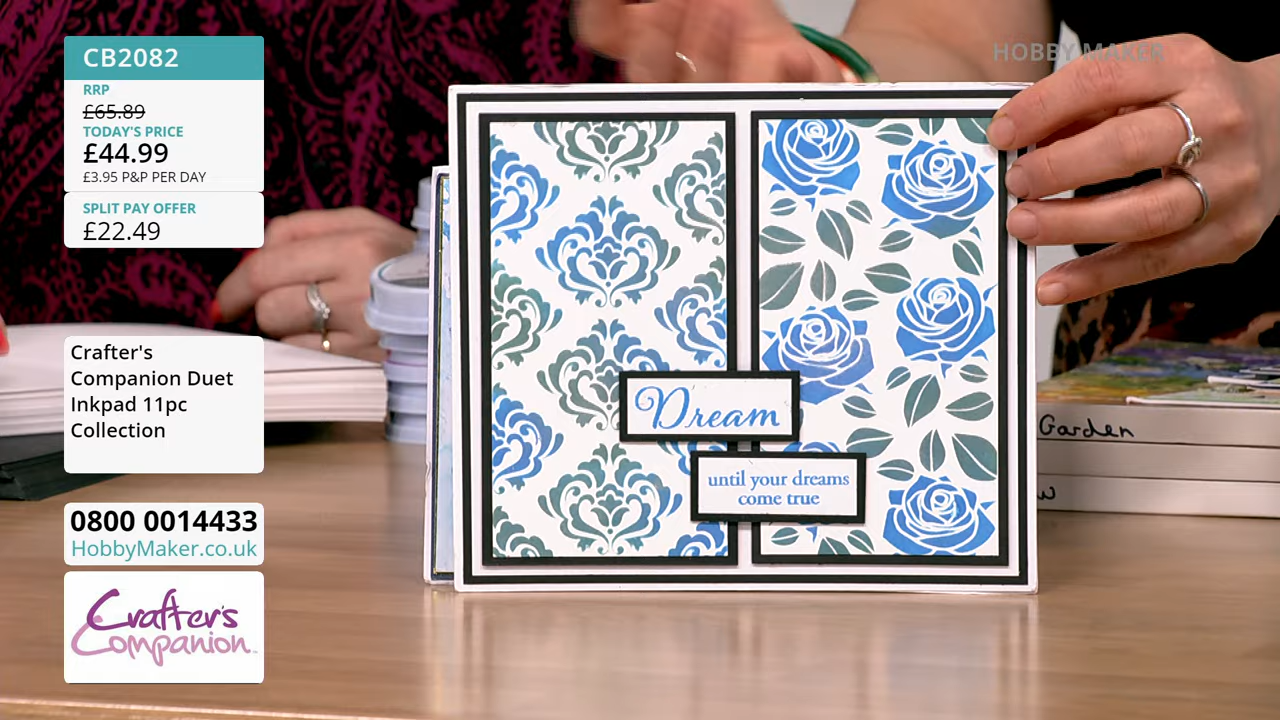 CB2082
RRP
£65.89
TODAY'S PRICE
£44.99
£3.95 P&P PER DAY
SPLIT PAY OFFER
£22.49
Crafter's
Companion Duet
Inkpad 11pc
Collection
0800 0014433
HobbyMaker.co.uk
Crafter's
Companion
HOBBY MAKER
Dream
until your dreams
come true
Garden